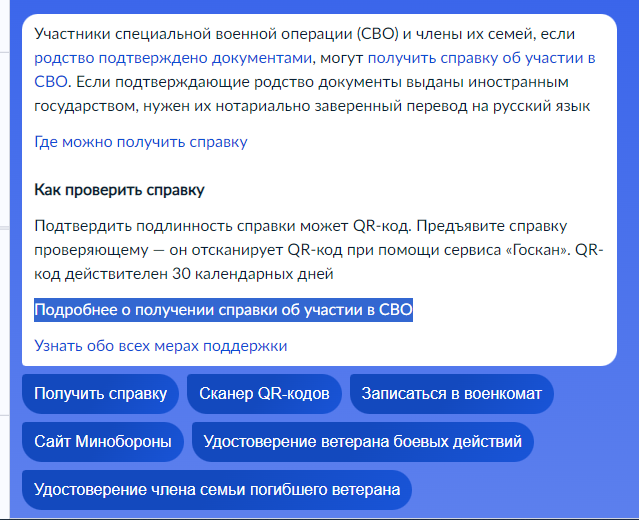 Участники специальной военной операции (СВО) и члены их семей, если
родство подтверждено документами, могут получить справку об участии в
СВО. Если подтверждающие родство документы выданы иностранным
государством, нужен их нотариально заверенный перевод на русский язык
Где можно получить справку
Как проверить справку
Подтвердить подлинность справки может QR-код. Предъявите справку
проверяющему — он отсканирует QR-код при помощи сервиса «Госкан». QR-
код действителен 30 календарных дней
Подробнее о получении справки об участии в СВО
Узнать обо всех мерах поддержки
Получить справку Сканер QR-кодов Записаться в военкомат
Сайт Минобороны Удостоверение ветерана боевых действий
Удостоверение члена семьи погибшего ветерана